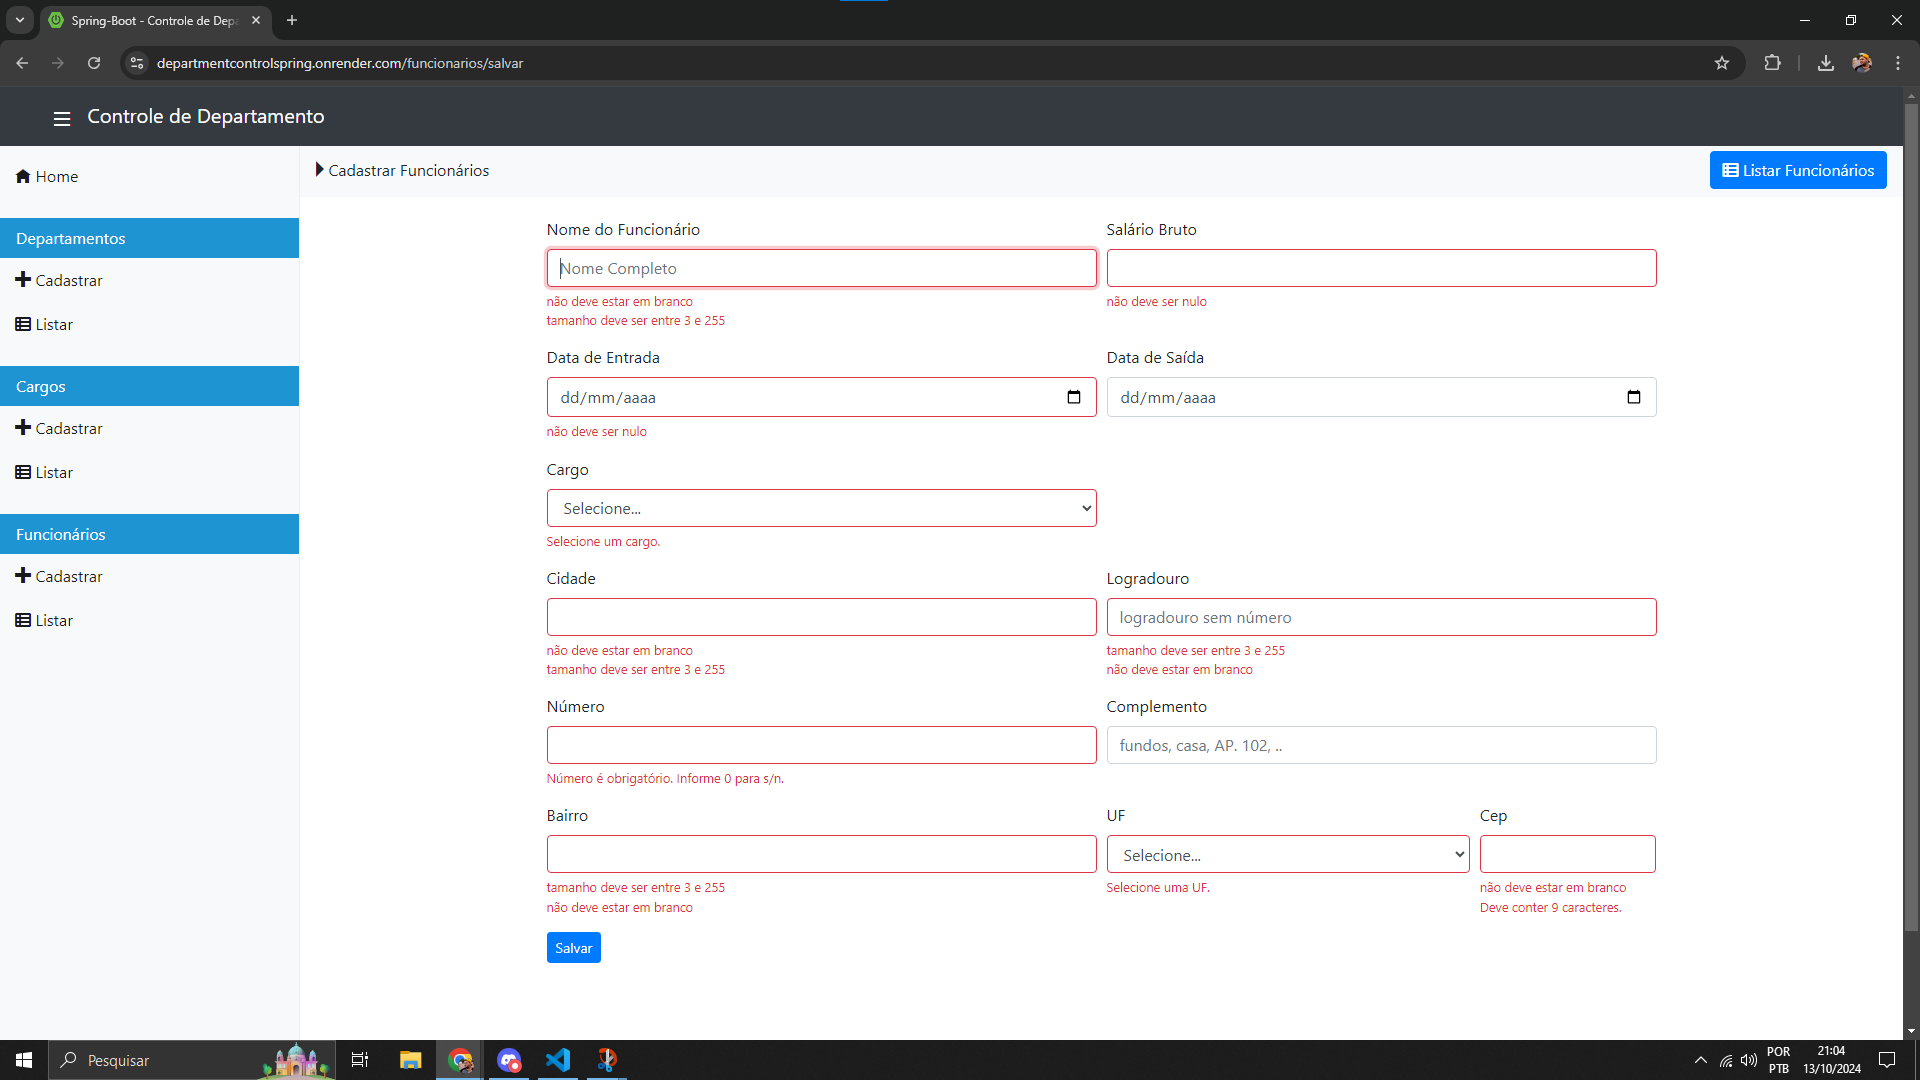 Spring-Boot - Controle de Depa
departmentcontrolspring.onrender.com/funcionarios/salvar
Controle de Departamento
Home
Departamentos
Cadastrar
Listar
Cargos
Cadastrar
Listar
Funcionários
Cadastrar
Listar
Cadastrar Funcionários
Listar Funcionários
Nome do Funcionário
Nome Completo
não deve estar em branco
tamanho deve ser entre 3 e 255
Salário Bruto
não deve ser nulo
Data de Entrada
dd/mm/aaaa
não deve ser nulo
Data de Saída
dd/mm/aaaa
Cargo
Selecione...
Selecione um cargo.
Cidade
não deve estar em branco
tamanho deve ser entre 3 e 255
Logradouro
logradouro sem número
tamanho deve ser entre 3 e 255
não deve estar em branco
Número
Número é obrigatório. Informe 0 para s/n.
Complemento
fundos, casa, AP. 102, ..
Bairro
tamanho deve ser entre 3 e 255
não deve estar em branco
UF
Selecione...
Selecione uma UF.
Cep
não deve estar em branco
Deve conter 9 caracteres.
Salvar
Pesquisar
POR
PTB
21:04
13/10/2024